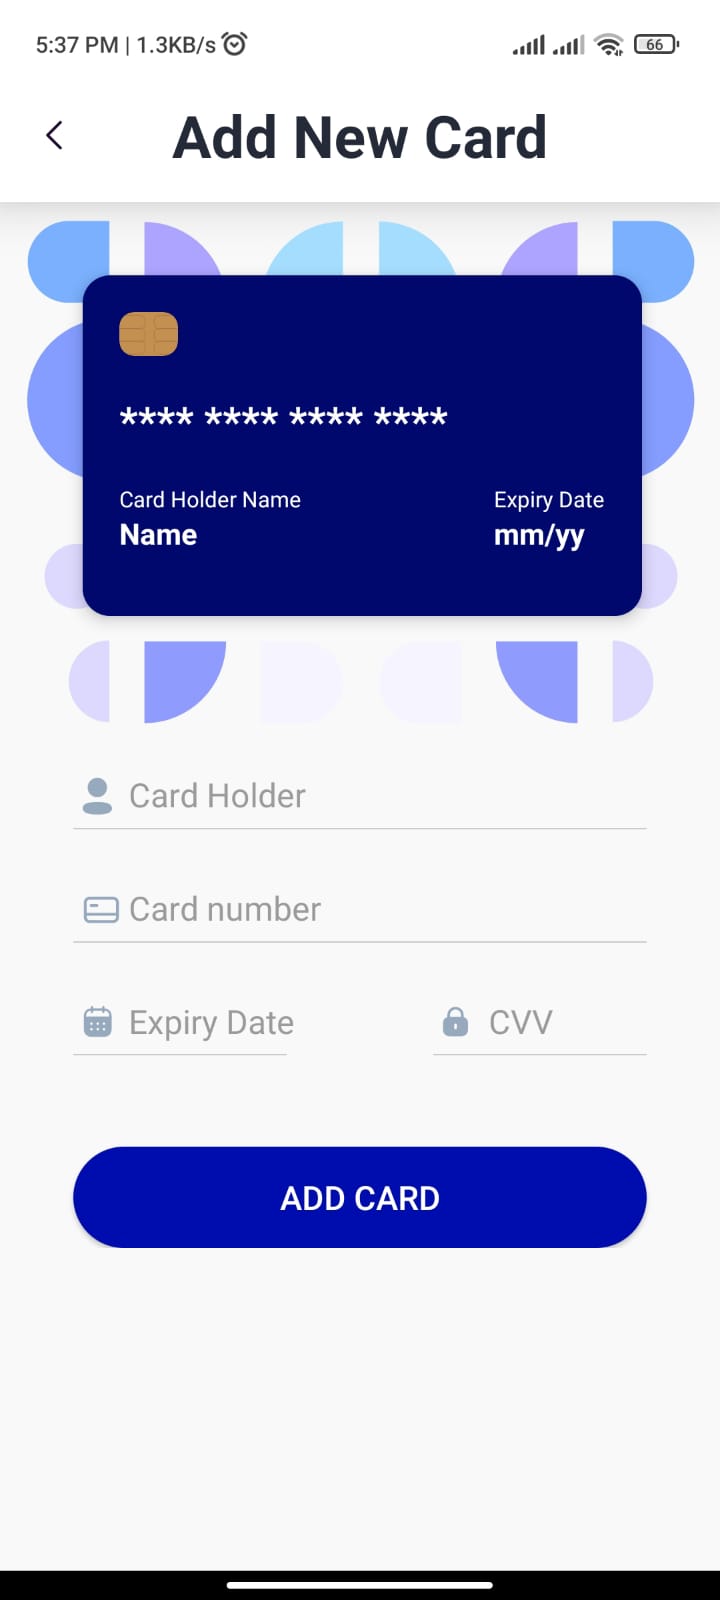 5:37 PM | 1.3KB/s 66
Add New Card
**** **** **** ****
Card Holder Name Expiry Date
Name mm/yy
Card Holder
Card number
Expiry Date CVV
ADD CARD